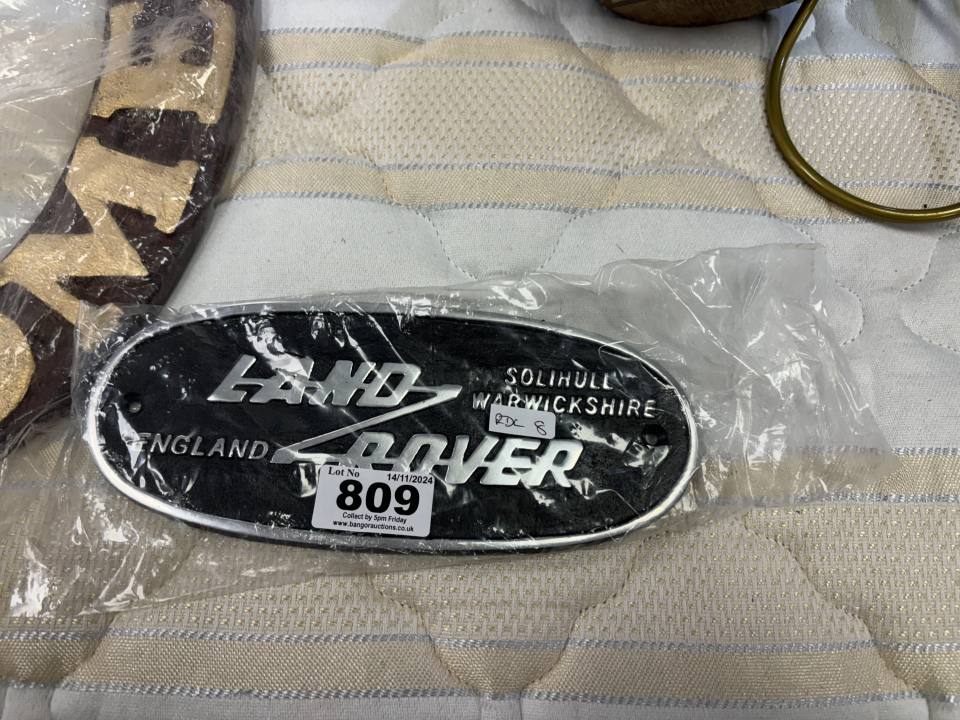 LAND
ROVER
SOLIHULL
WARWICKSHIRE
ENGLAND
RDC 8
Lot No 14/11/2024
809
Collect by 5pm Friday
www.bangorauctions.co.uk